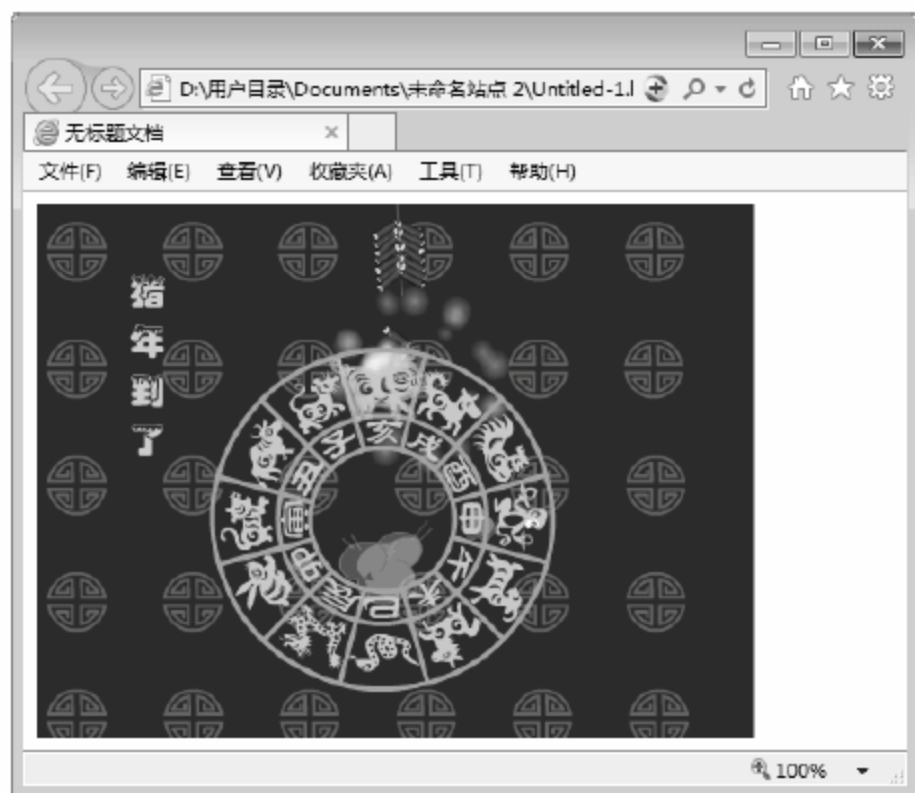 D:\用户目录\Documents\未命名站点 2\Untitled-1.l
无标题文档
文件(F) 编辑(E) 查看(V) 收藏夹(A) 工具(T) 帮助(H)
猪年到了
亥
戌
酉
申
午
未
巳
辰
卯
寅
丑
子
100%